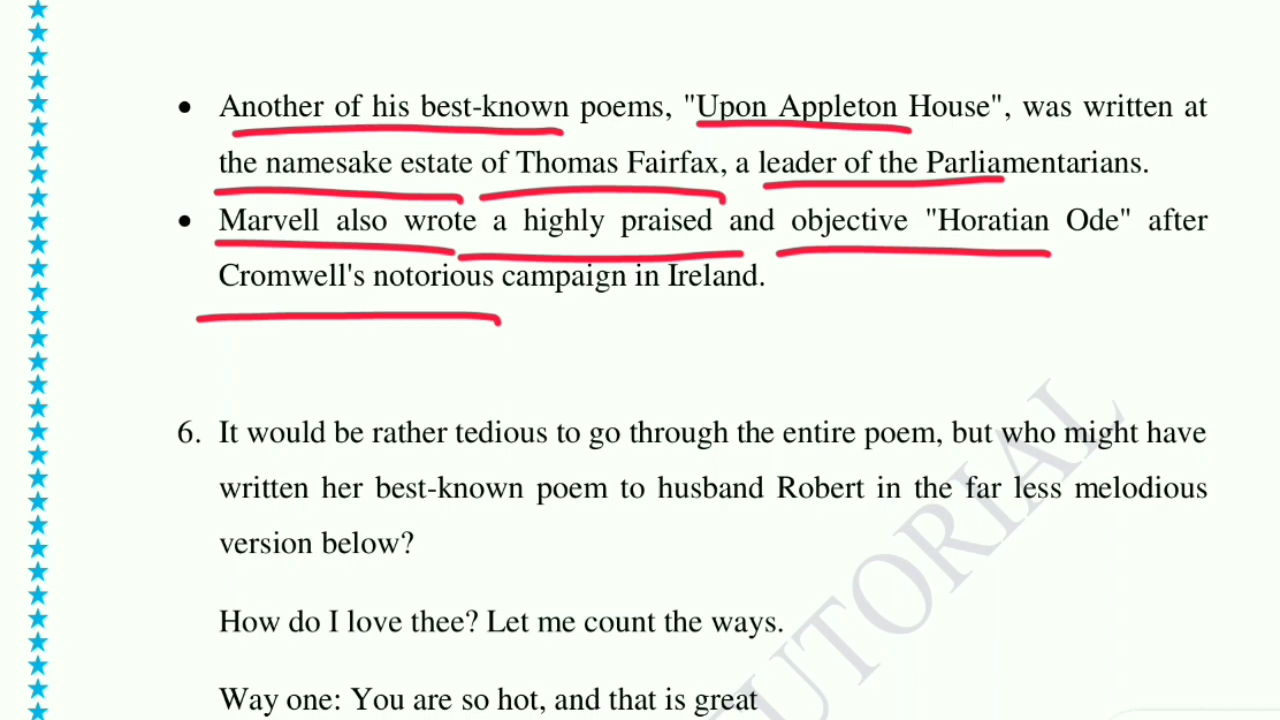 • Another of his best-known poems, "Upon Appleton House", was written at
the namesake estate of Thomas Fairfax, a leader of the Parliamentarians.
• Marvell also wrote a highly praised and objective "Horatian Ode" after
Cromwell's notorious campaign in Ireland.
6. It would be rather tedious to go through the entire poem, but who might have
written her best-known poem to husband Robert in the far less melodious
version below?
How do I love thee? Let me count the ways.
Way one: You are so hot, and that is great
UTORIAL